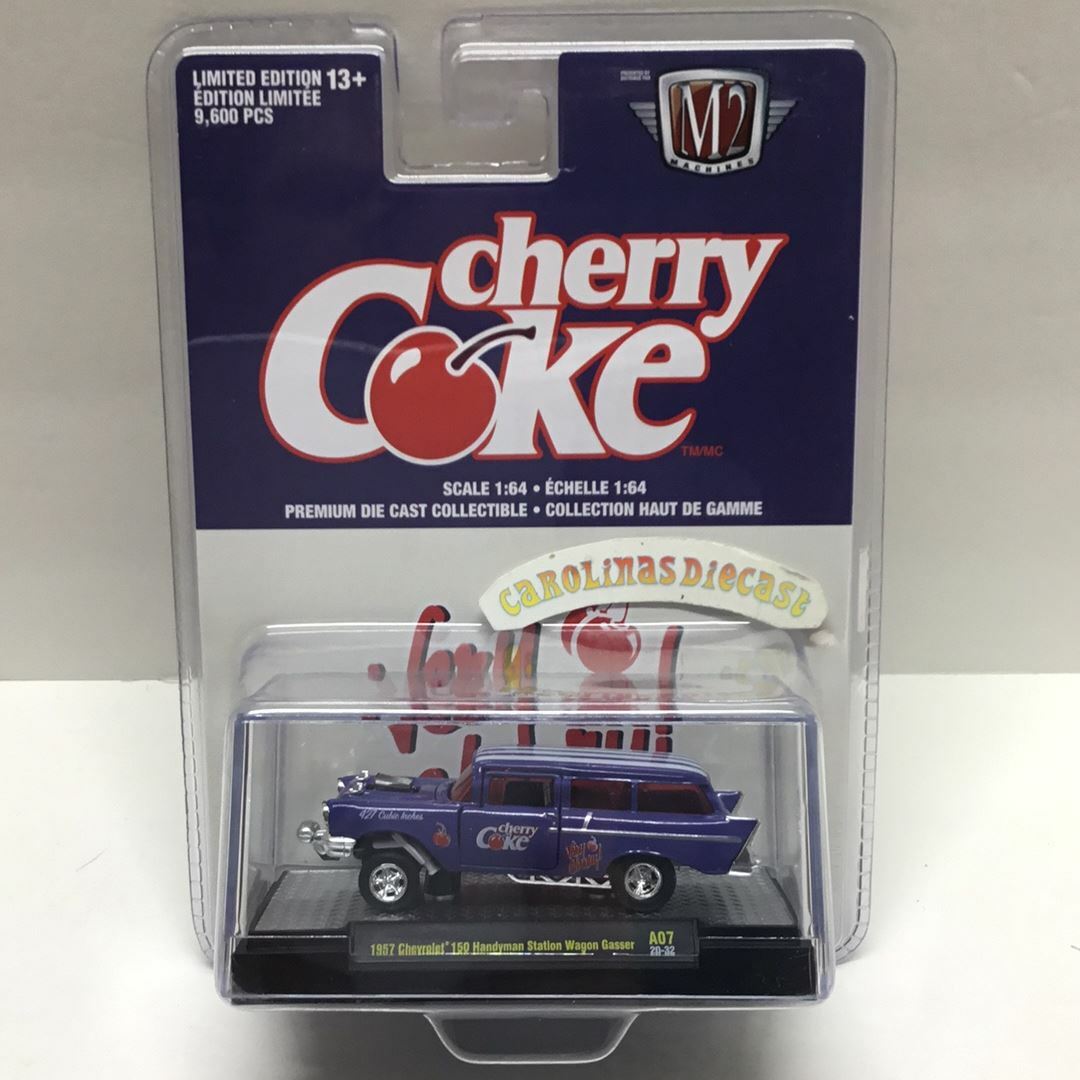 LIMITED EDITION 13+
ÉDITION LIMITÉE
9,600 PCS
M2
MACHINES
cherry
Coke
TM/MC
SCALE 1:64 • ÉCHELLE 1:64
PREMIUM DIE CAST COLLECTIBLE • COLLECTION HAUT DE GAMME
CAROLINAS DIECAST
Very
427 Cubic Inches
cherry
Coke
Very
1957 Chevrolet® 150 Handyman Station Wagon Gasser
A07
20-32